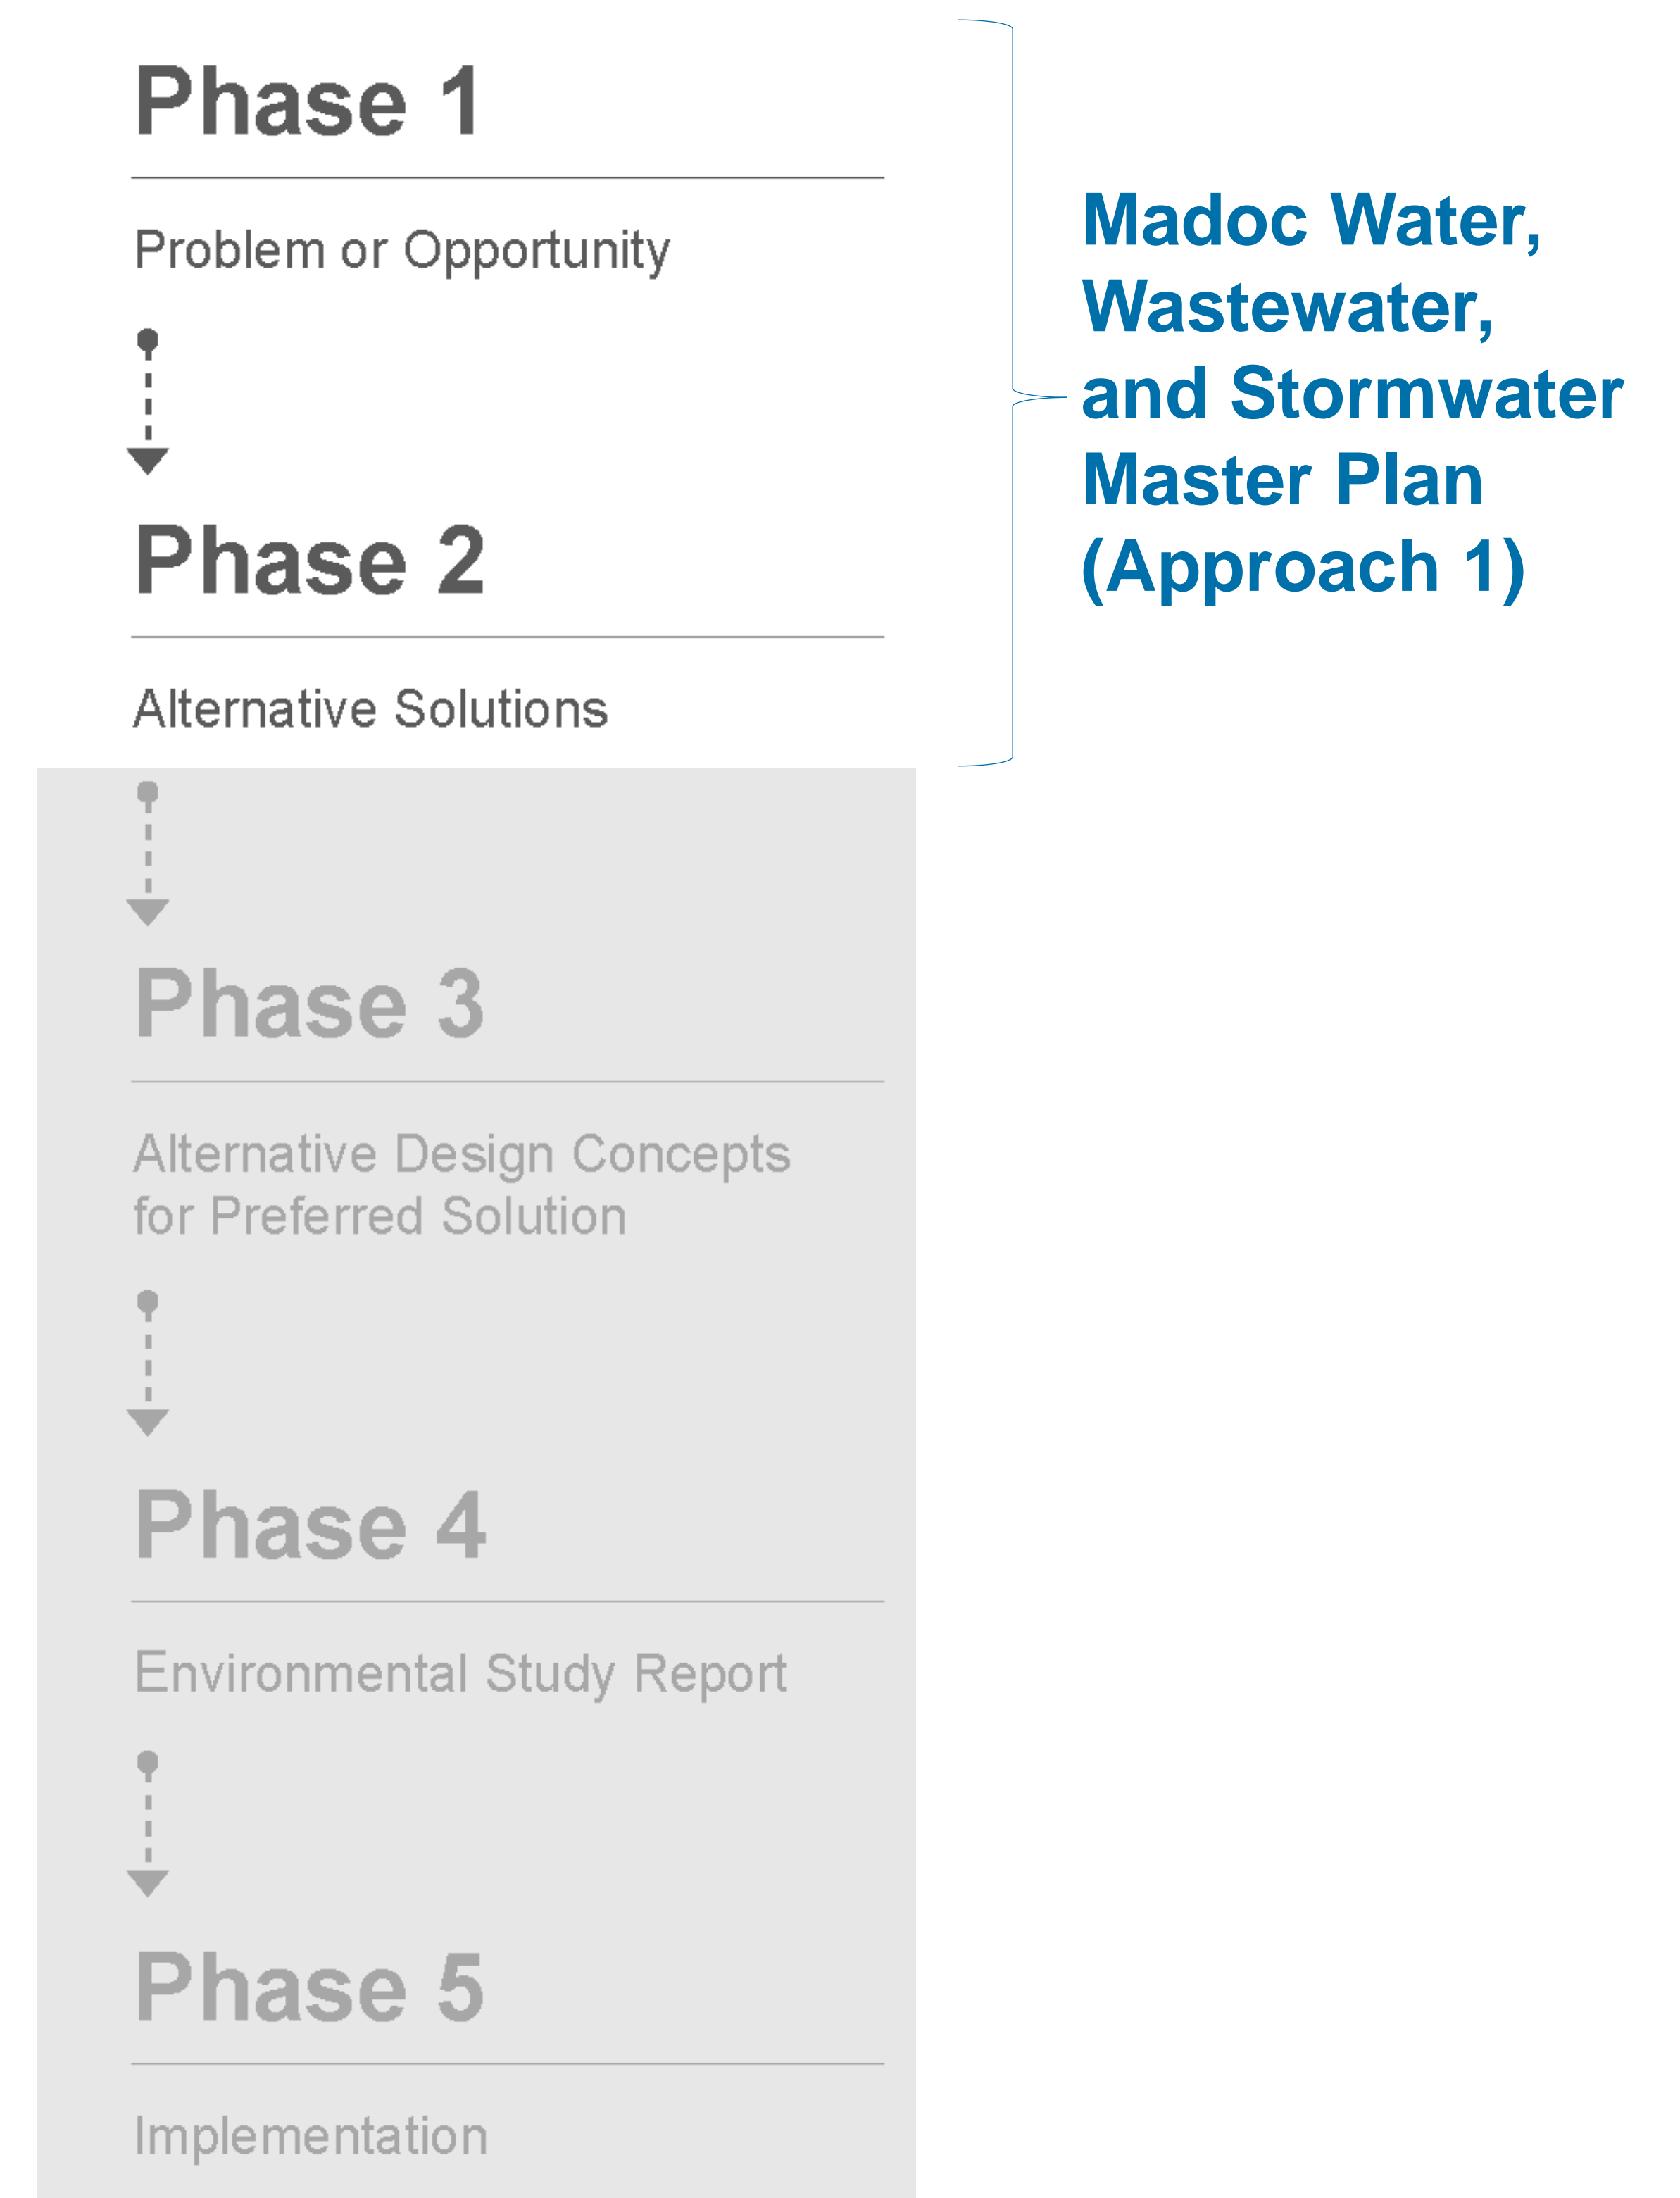 Phase 1
Problem or Opportunity
Phase 2
Alternative Solutions
Phase 3
Alternative Design Concepts
for Preferred Solution
Phase 4
Environmental Study Report
Phase 5
Implementation
Madoc Water,
Wastewater,
and Stormwater
Master Plan
(Approach 1)